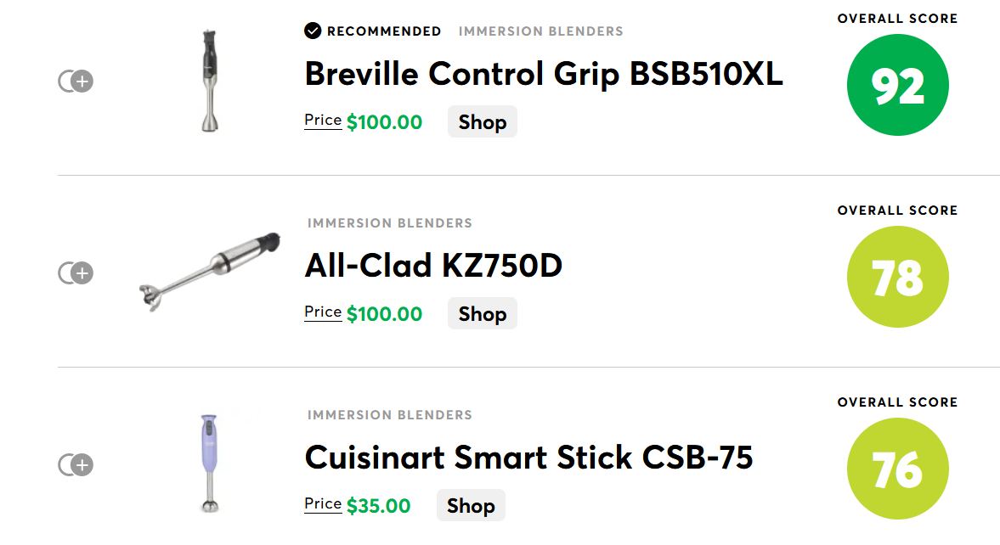 RECOMMENDED IMMERSION BLENDERS
Breville Control Grip BSB510XL
Price $100.00 Shop
OVERALL SCORE
92
IMMERSION BLENDERS
All-Clad KZ750D
Price $100.00 Shop
OVERALL SCORE
78
IMMERSION BLENDERS
Cuisinart Smart Stick CSB-75
Price $35.00 Shop
OVERALL SCORE
76